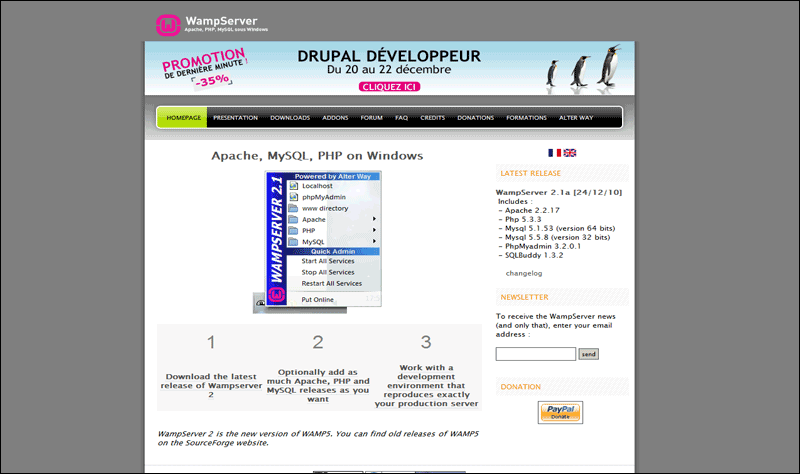 WampServer
Apache, PHP, MySQL sous Windows
PROMOTION
DE DERNIÈRE MINUTE !
-35%
DRUPAL DÉVELOPPEUR
Du 20 au 22 décembre
CLIQUEZ ICI
HOMEPAGE PRESENTATION DOWNLOADS ADDONS FORUM FAQ CREDITS DONATIONS FORMATIONS ALTER WAY
Apache, MySQL, PHP on Windows
WAMPSERVER 2.1
Powered by Alter Way
Localhost
phpMyAdmin
www directory
Apache
PHP
MySQL
Quick Admin
Start All Services
Stop All Services
Restart All Services
Put Online
1
Download the latest
release of Wampserver
2
2
Optionally add as
much Apache, PHP and
MySQL releases as you
want
3
Work with a
development
environment that
reproduces exactly
your production server
WampServer 2 is the new version of WAMP5. You can find old releases of WAMP5
on the SourceForge website.
LATEST RELEASE
WampServer 2.1a [24/12/10]
Includes :
- Apache 2.2.17
- Php 5.3.3
- Mysql 5.1.53 (version 64 bits)
- Mysql 5.5.8 (version 32 bits)
- PhpMyadmin 3.2.0.1
- SQLBuddy 1.3.2
changelog
NEWSLETTER
To receive the WampServer news
(and only that), enter your email
address :
send
DONATION
PayPal
Donate